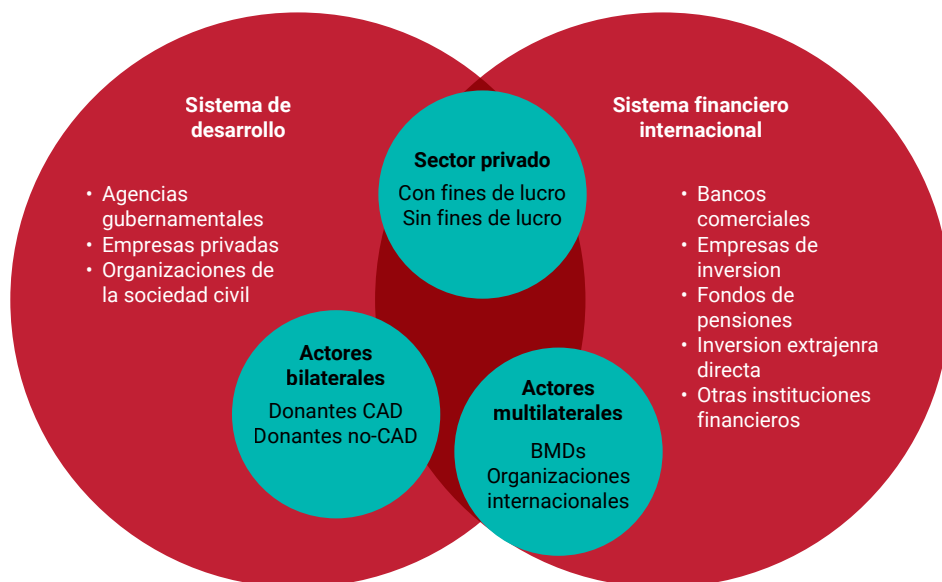 Sistema de
desarrollo
• Agencias
gubernamentales
• Empresas privadas
• Organizaciones de
la sociedad civil
Sector privado
Con fines de lucro
Sin fines de lucro
Sistema financiero
internacional
• Bancos
comerciales
• Empresas de
inversion
• Fondos de
pensiones
• Inversion extrajenra
directa
• Otras instituciones
financieros
Actores
bilaterales
Donantes CAD
Donantes no-CAD
Actores
multilaterales
BMDs
Organizaciones
internacionales